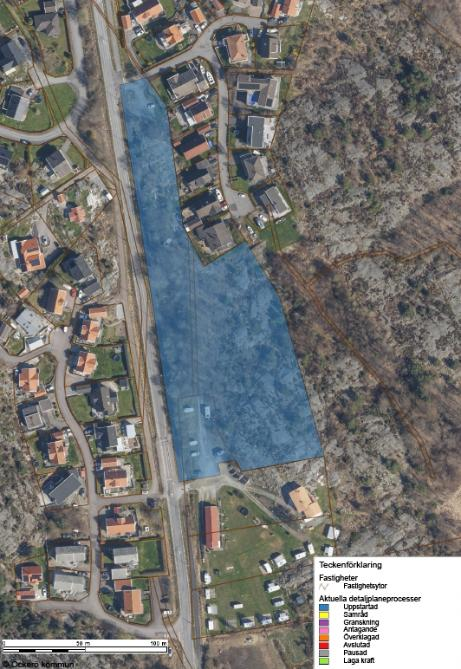 Teckenförklaring
Fastigheter
Fastighetsytor
Aktuella detaljplaneprocesser
Uppstartad
Samråd
Granskning
Antagande
Överklagad
Avslutad
Pausad
Laga kraft
0 50 m 100 m
© Öckerö kommun